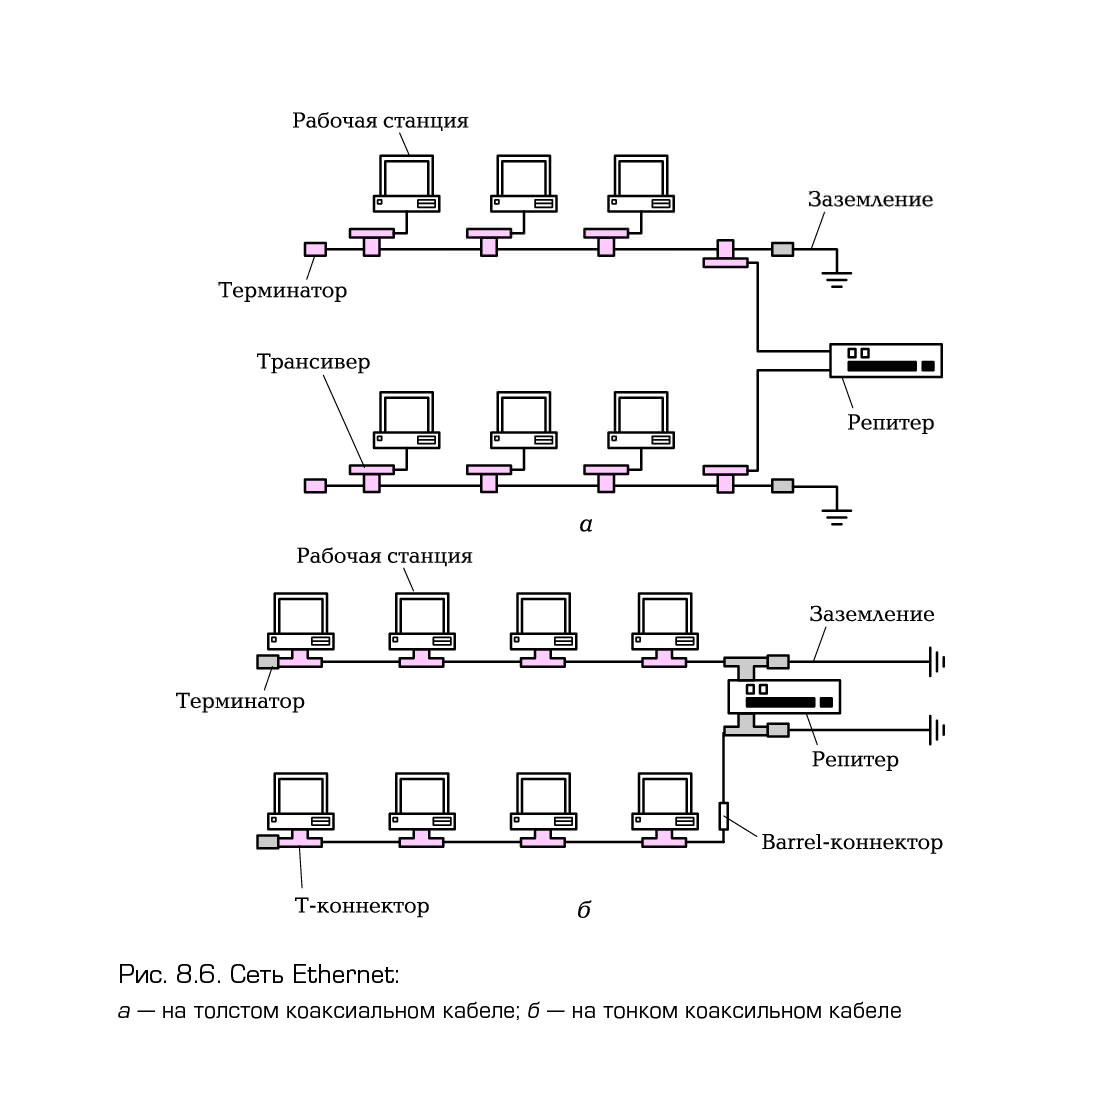 Рабочая станция
Заземление
Терминатор
Трансивер
Репитер
а
Рабочая станция
Заземление
Терминатор
Репитер
Barrel-коннектор
Т-коннектор
б
Рис. 8.6. Сеть Ethernet:
а — на толстом коаксиальном кабеле; б — на тонком коаксильном кабеле